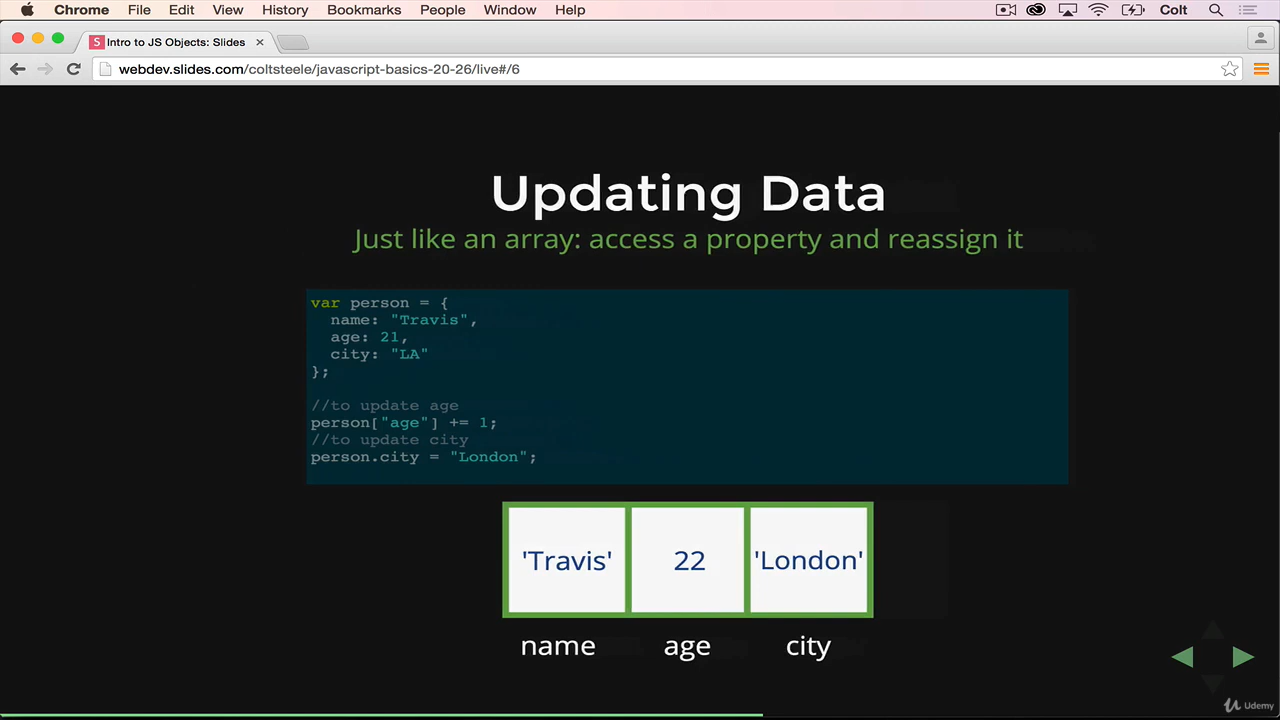 Chrome File Edit View History Bookmarks People Window Help Colt
S Intro to JS Objects: Slides
webdev.slides.com/coltsteele/javascript-basics-20-26/live#/6
Updating Data
Just like an array: access a property and reassign it
var person = {
  name: "Travis",
  age: 21,
  city: "LA"
};
//to update age
person["age"] += 1;
//to update city
person.city = "London";
'Travis' 22 'London'
name age city
Udemy